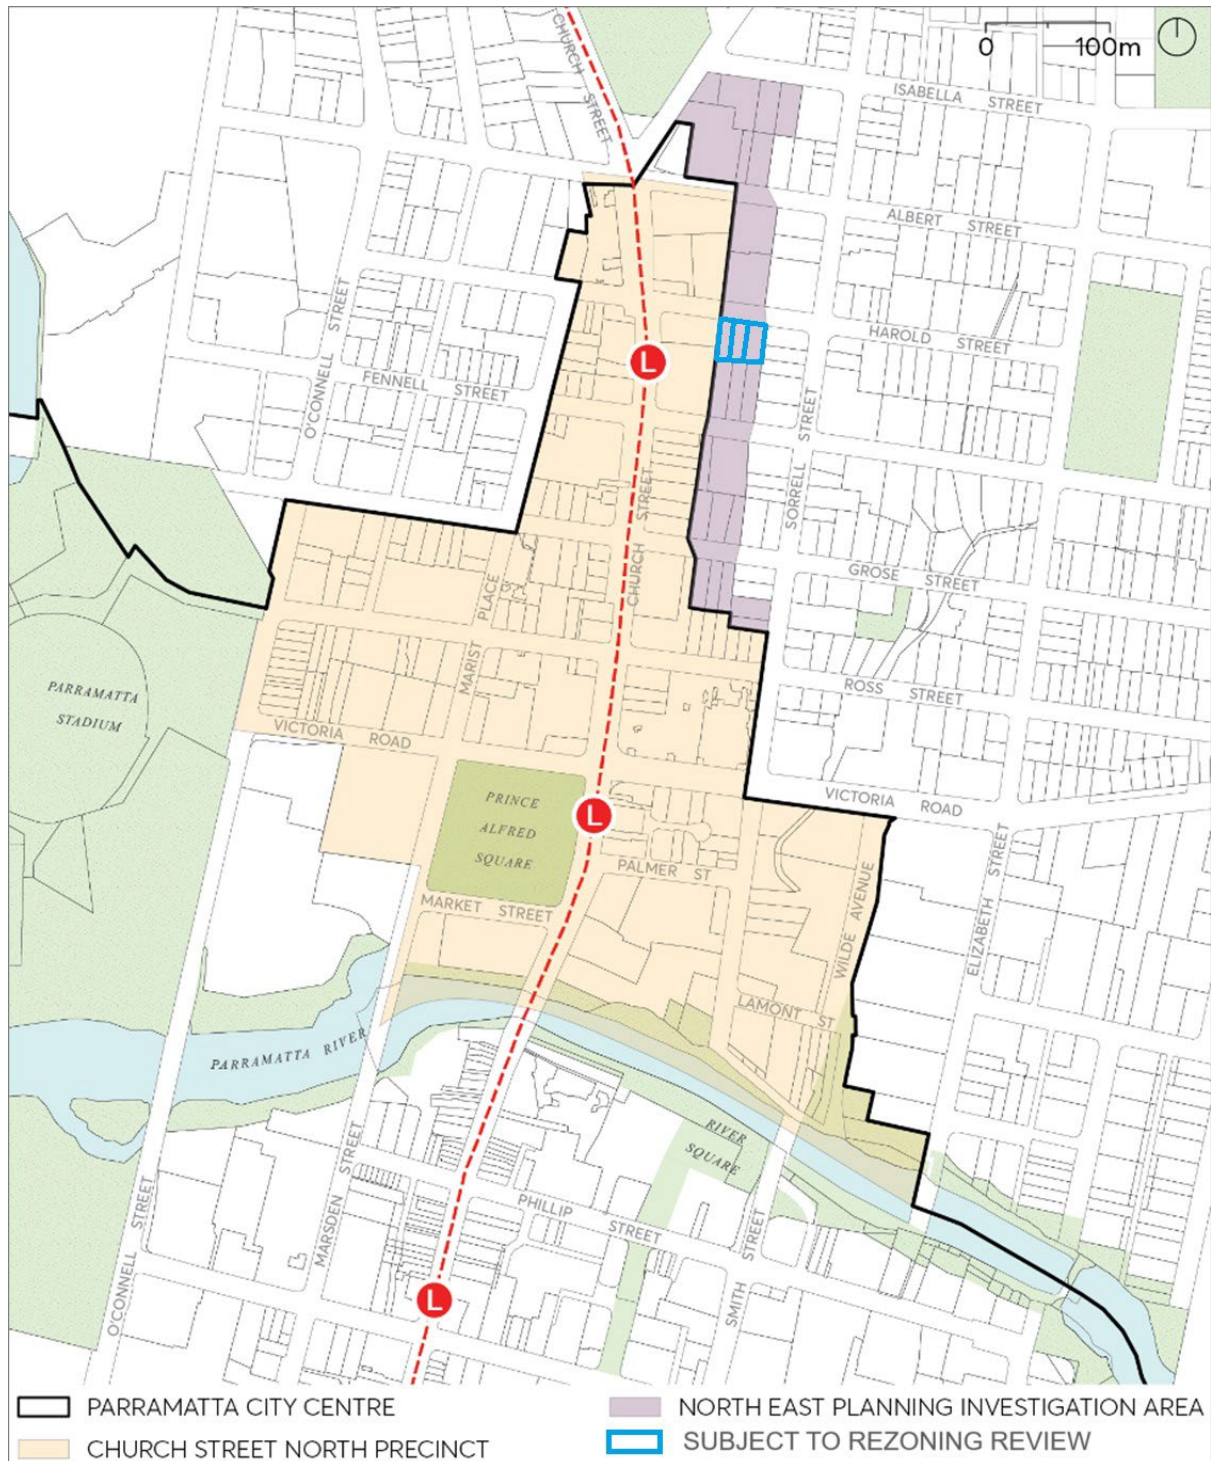 CHURCH STREET
0 100m
ISABELLA STREET
ALBERT STREET
HAROLD STREET
O'CONNELL STREET
L
FENNELL STREET
SORRELL STREET
CHURCH STREET
GROSE STREET
MARIST PLACE
ROSS STREET
PARRAMATTA
STADIUM
VICTORIA ROAD
VICTORIA ROAD
PRINCE
ALFRED
SQUARE
L
PALMER ST
MARKET STREET
WILDE AVENUE
ELIZABETH STREET
LAMONT ST
PARRAMATTA RIVER
RIVER
SQUARE
PHILLIP STREET
MARSDEN STREET
O'CONNELL STREET
SMITH STREET
L
PARRAMATTA CITY CENTRE
NORTH EAST PLANNING INVESTIGATION AREA
CHURCH STREET NORTH PRECINCT
SUBJECT TO REZONING REVIEW